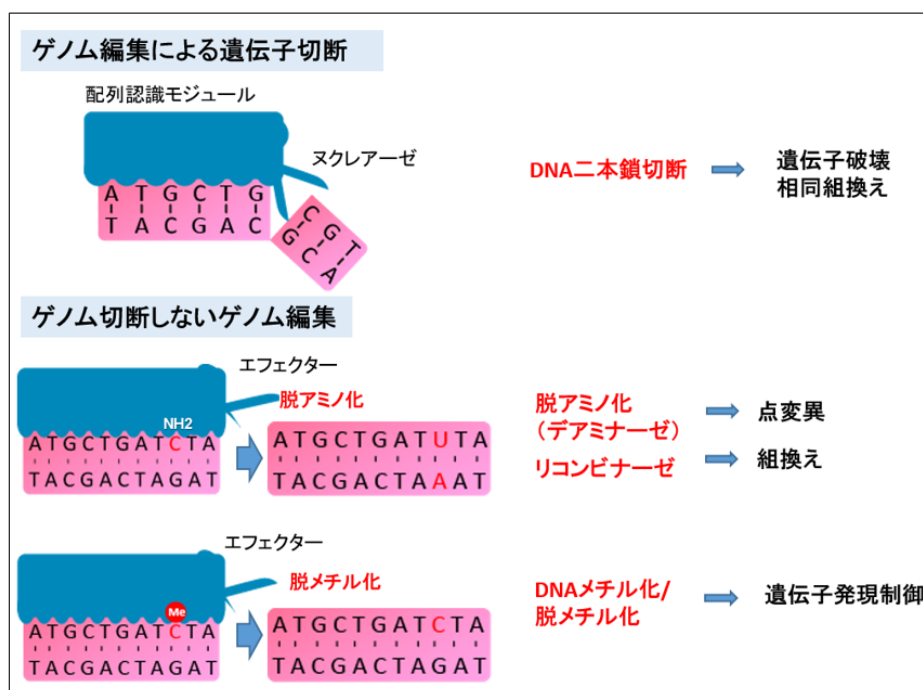 ゲノム編集による遺伝子切断
配列認識モジュール
ヌクレアーゼ
A T G C T G
T A C G A C
C G T
G C A
DNA二本鎖切断
遺伝子破壊
相同組換え
ゲノム切断しないゲノム編集
エフェクター
脱アミノ化
NH2
ATGCTGATCTA
TACGACTAGAT
ATGCTGATUTA
TACGACTAAAT
脱アミノ化
(デアミナーゼ)
点変異
リコンビナーゼ
組換え
エフェクター
脱メチル化
Me
ATGCTGATCTA
TACGACTAGAT
ATGCTGATCTA
TACGACTAGAT
DNAメチル化/
脱メチル化
遺伝子発現制御